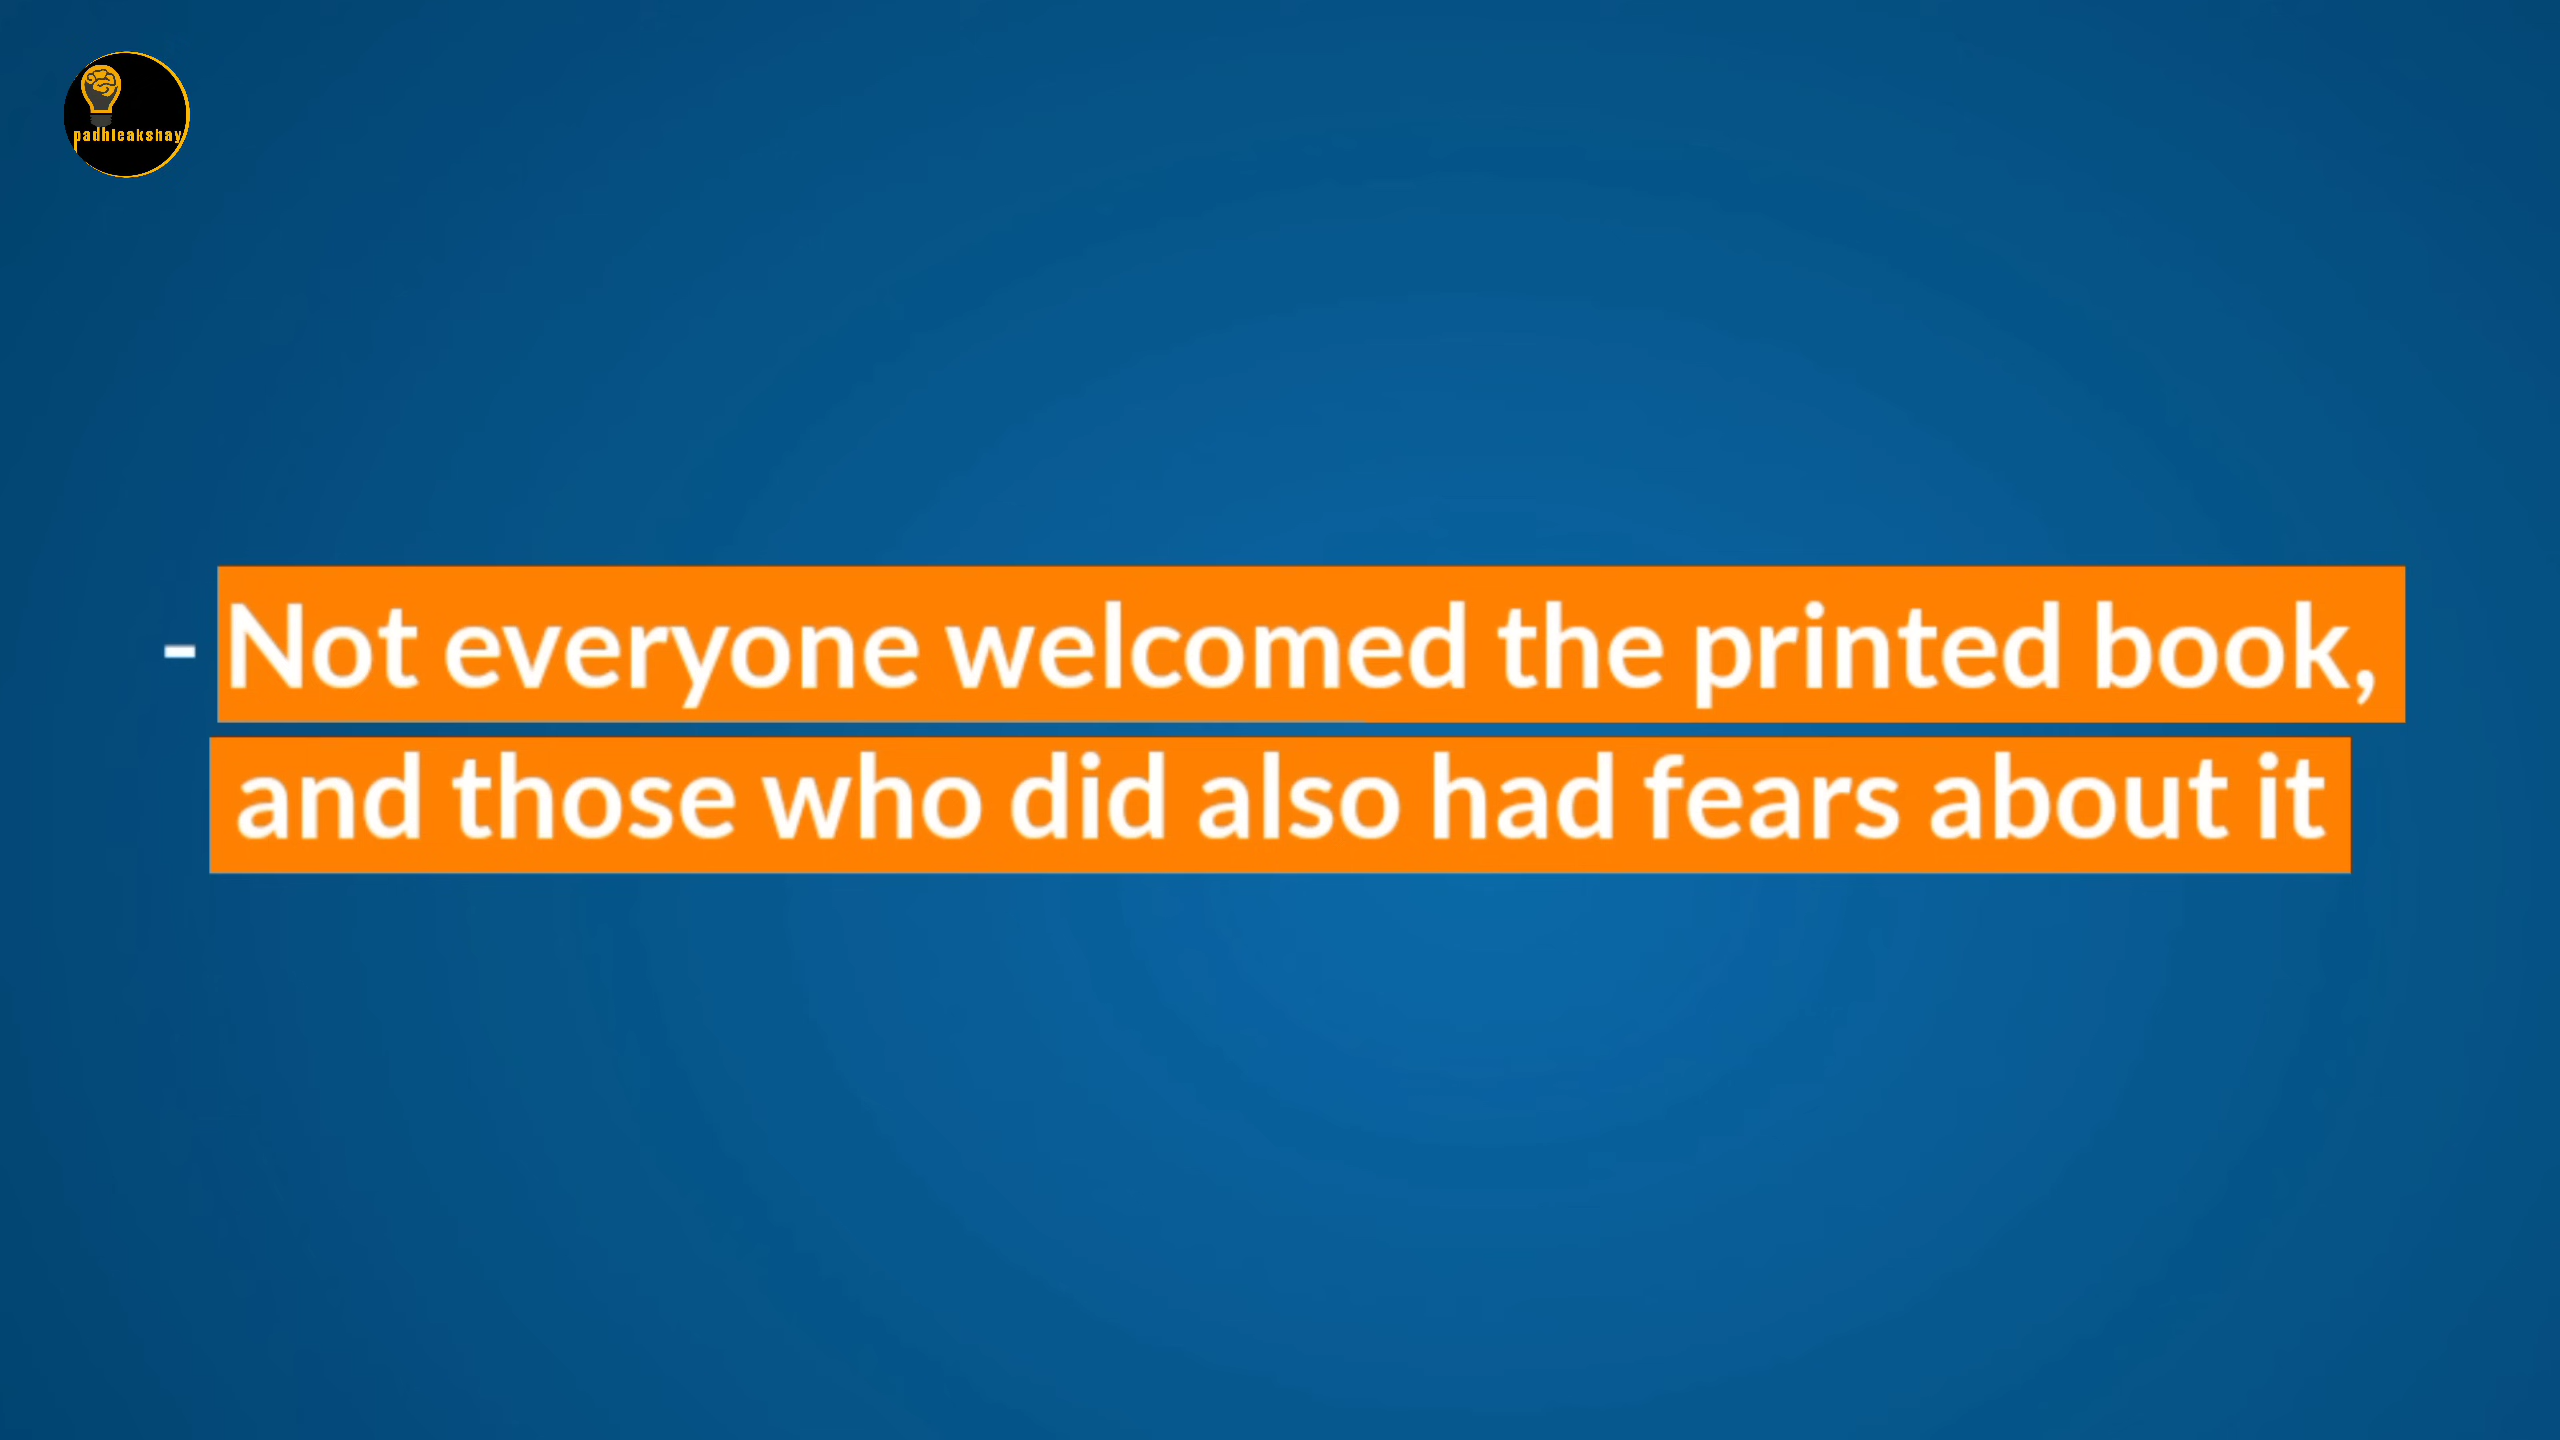 padhleakshay
- Not everyone welcomed the printed book,
and those who did also had fears about it